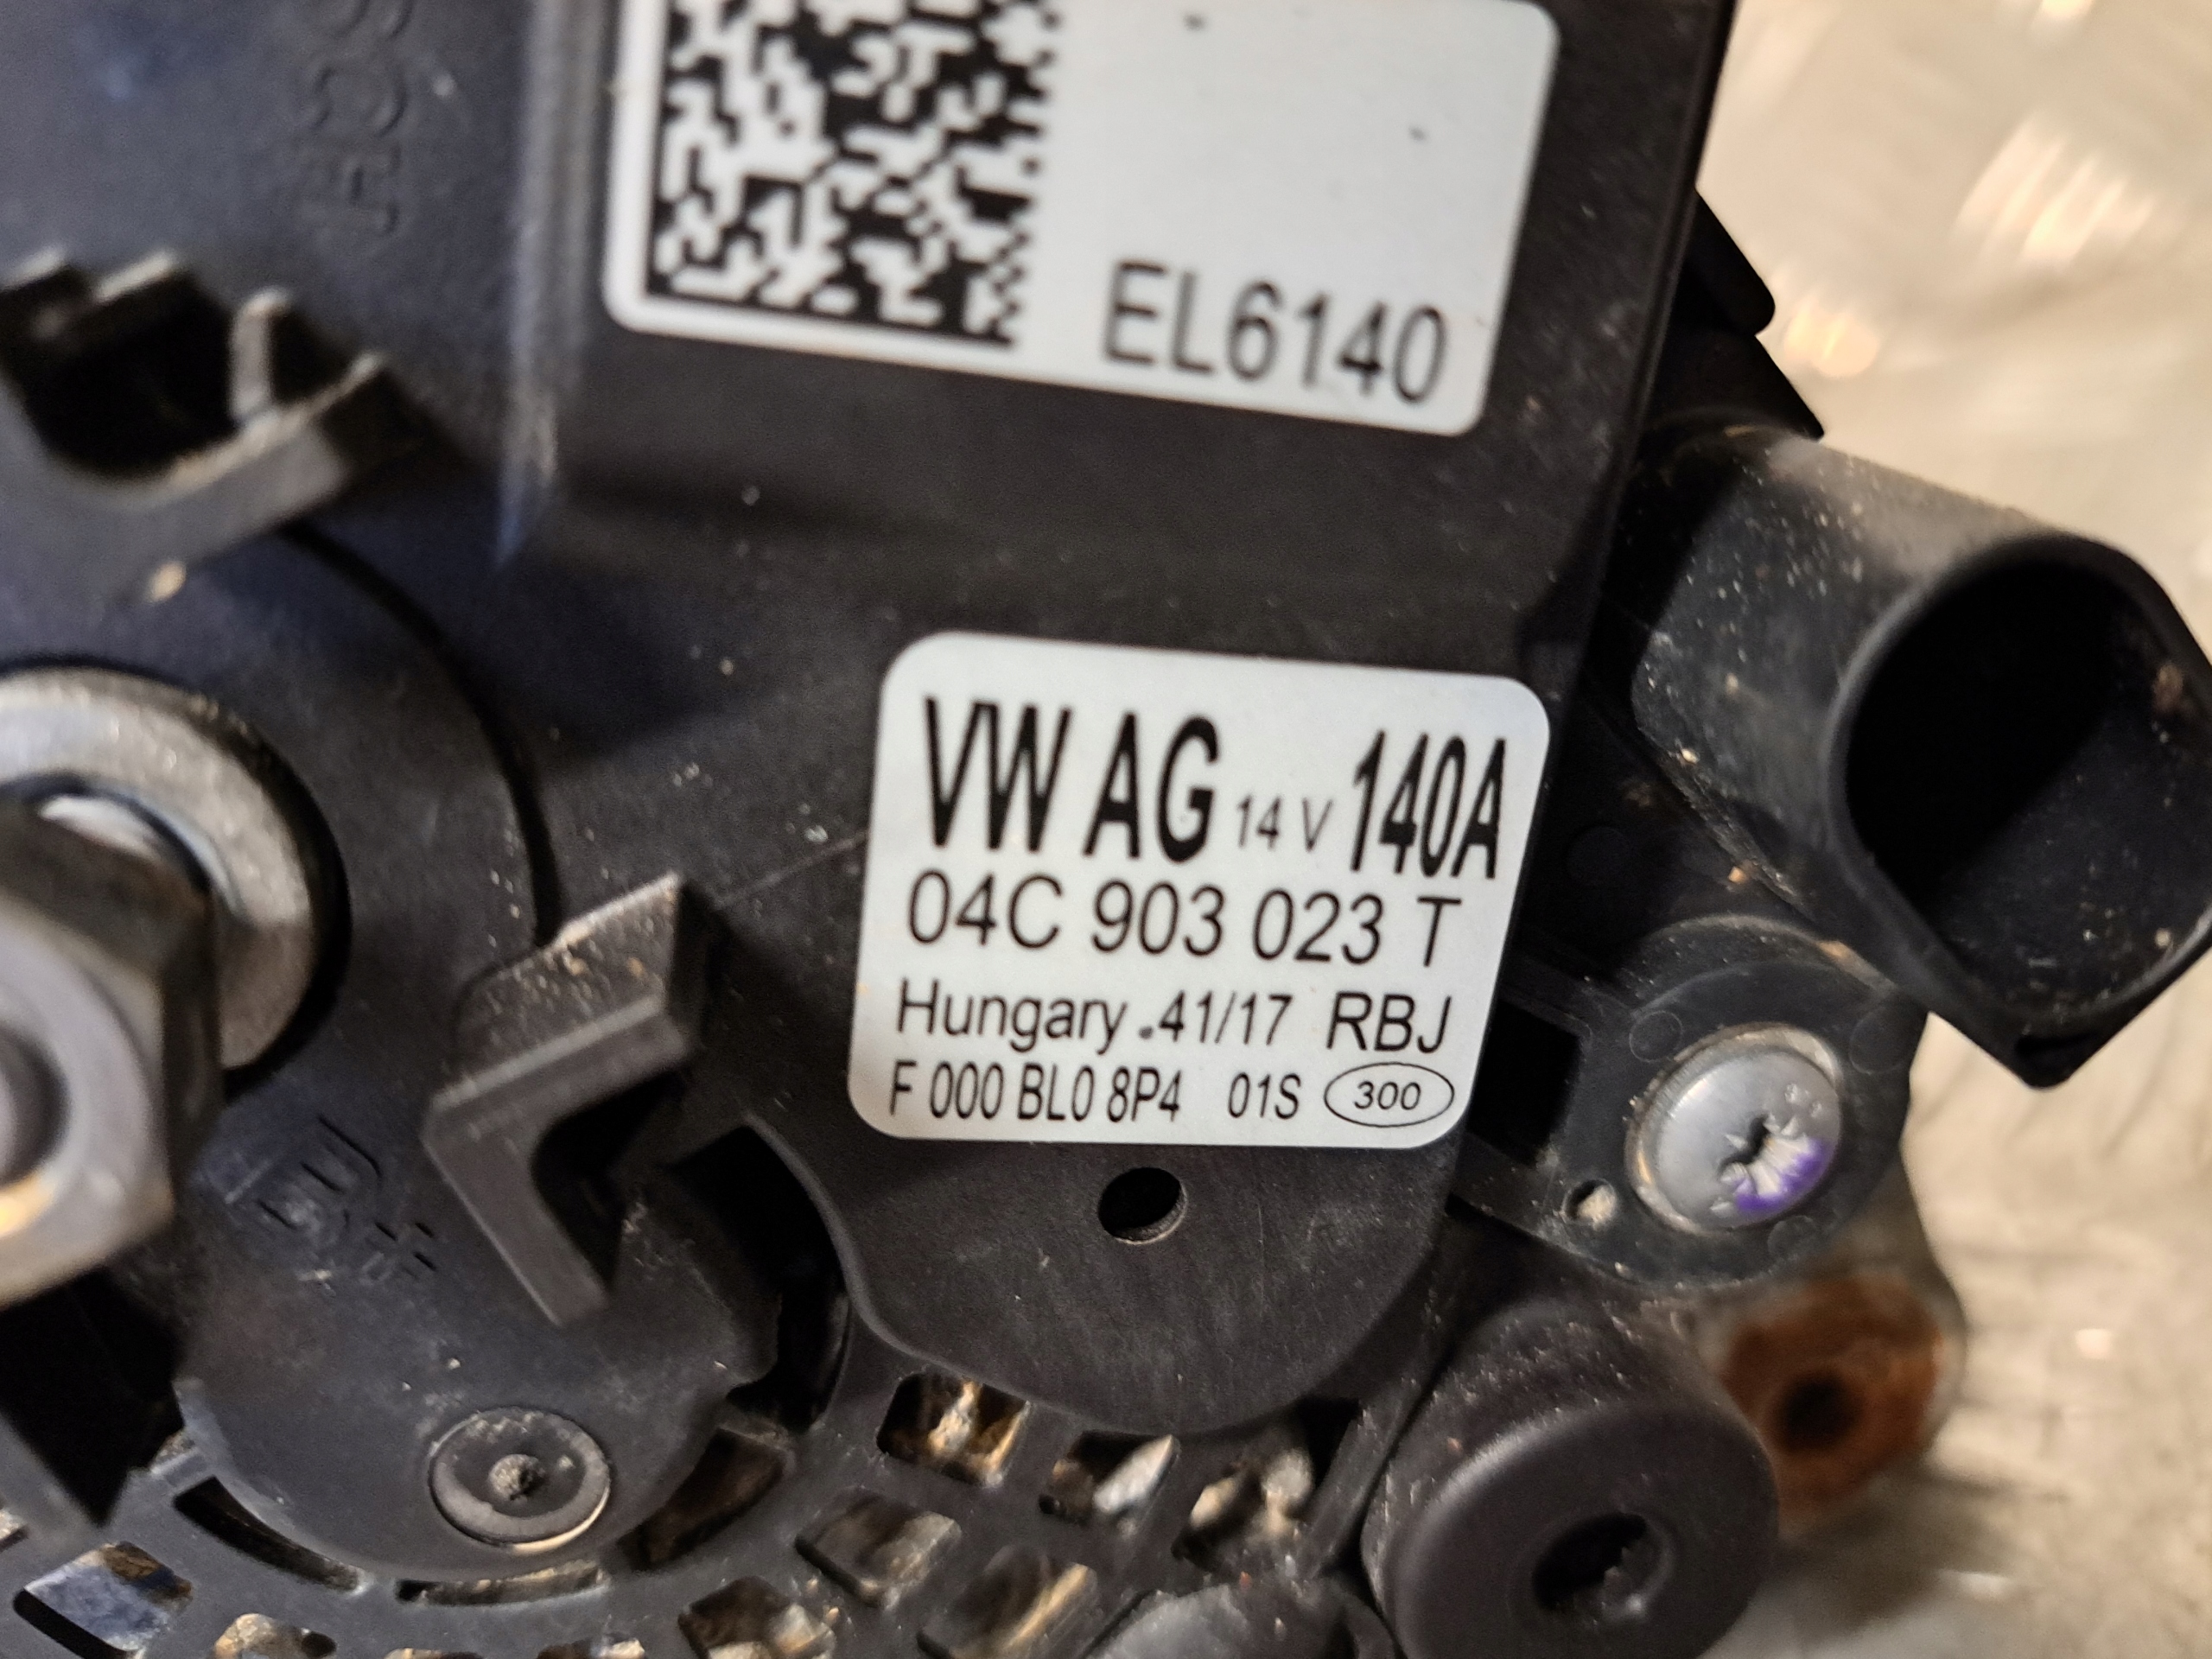 EL6140
VW AG 14 V 140A
04C 903 023 T
Hungary .41/17 RBJ
F 000 BL0 8P4 01S 300